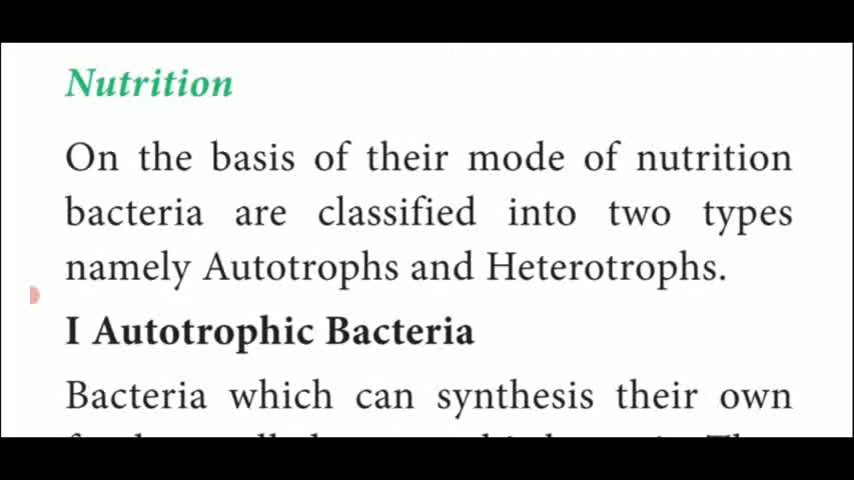 Nutrition
On the basis of their mode of nutrition
bacteria are classified into two types
namely Autotrophs and Heterotrophs.
I Autotrophic Bacteria
Bacteria which can synthesis their own